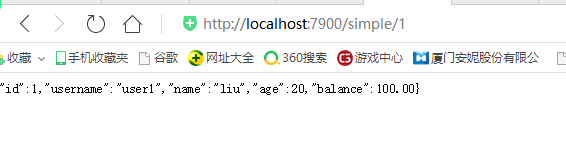 http://localhost:7900/simple/1
收藏 手机收藏夹 谷歌 网址大全 360搜索 游戏中心 厦门安妮股份有限公
"id":1,"username":"user1","name":"liu","age":20,"balance":100.00}